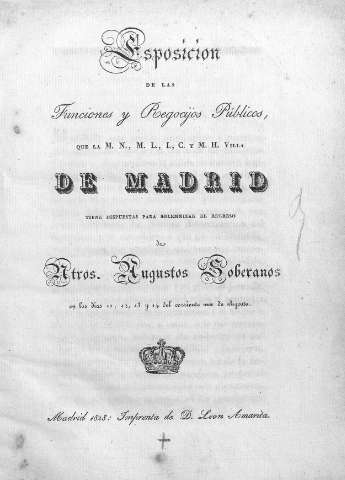 Esposicion
DE LAS
Funciones y Regocijos Públicos,
QUE LA M. N., M. L., I., C. Y M. H. VILLA
DE MADRID
TIENE DISPUESTAS PARA SOLEMNIZAR EL REGRESO
de
Ntros. Augustos Soberanos
en los dias 11, 12, 13 y 14 del corriente mes de Agosto.
Madrid 1828: Imprenta de D. Leon Amarita.